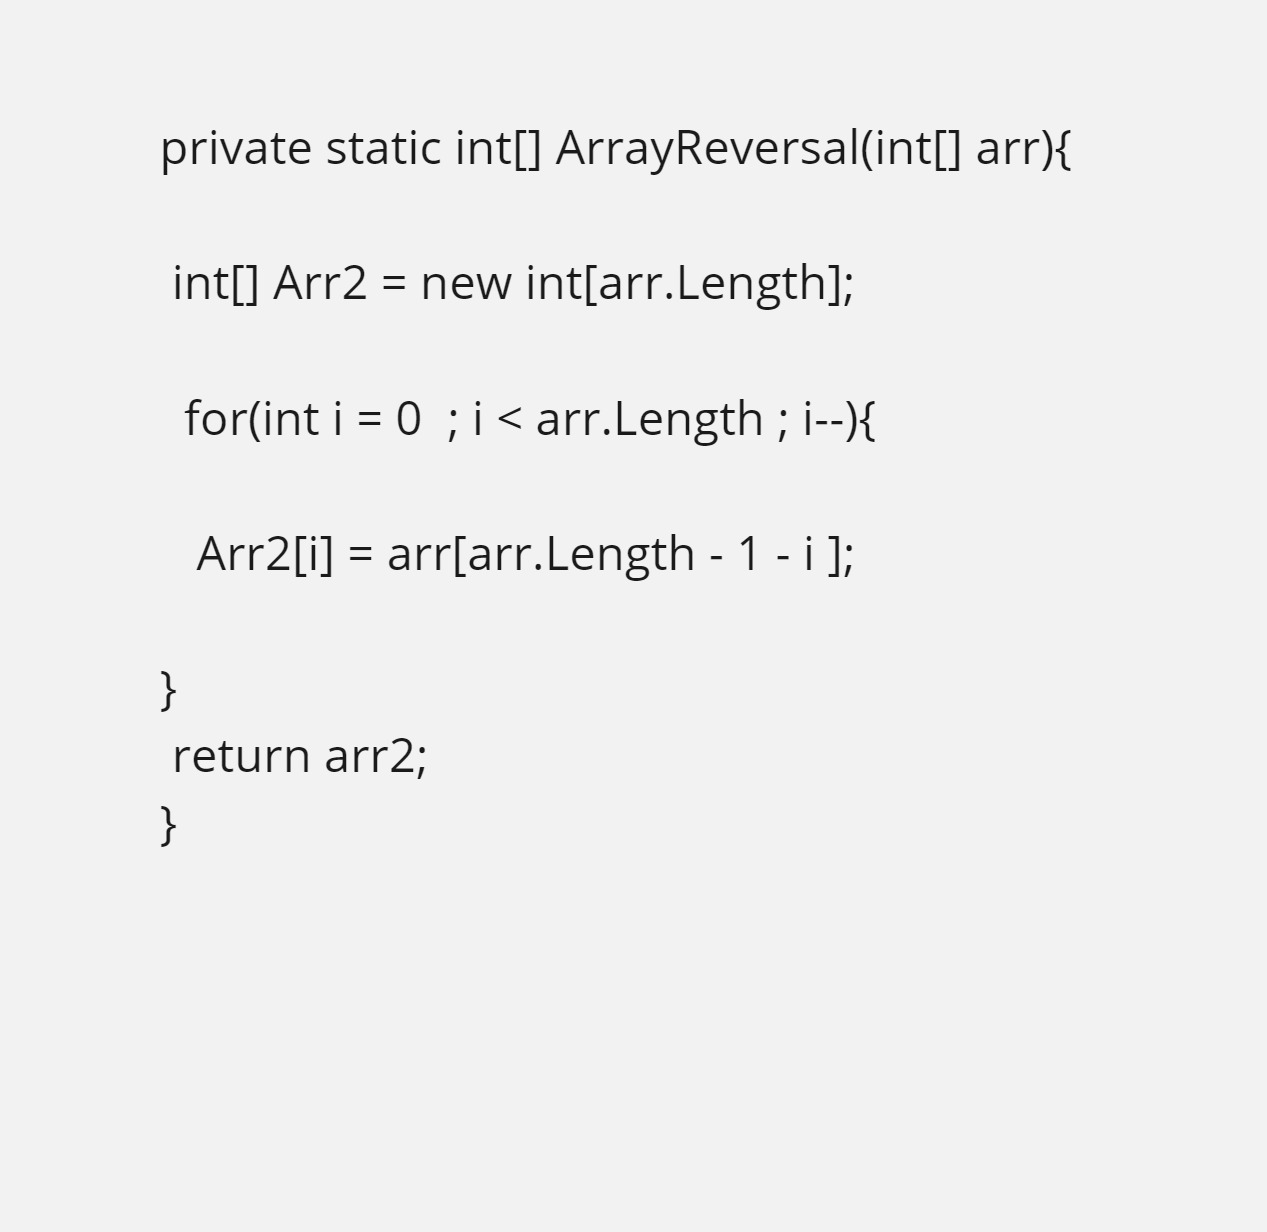 private static int[] ArrayReversal(int[] arr){
int[] Arr2 = new int[arr.Length];
for(int i = 0  ; i < arr.Length ; i--){
Arr2[i] = arr[arr.Length - 1 - i ];
}
return arr2;
}